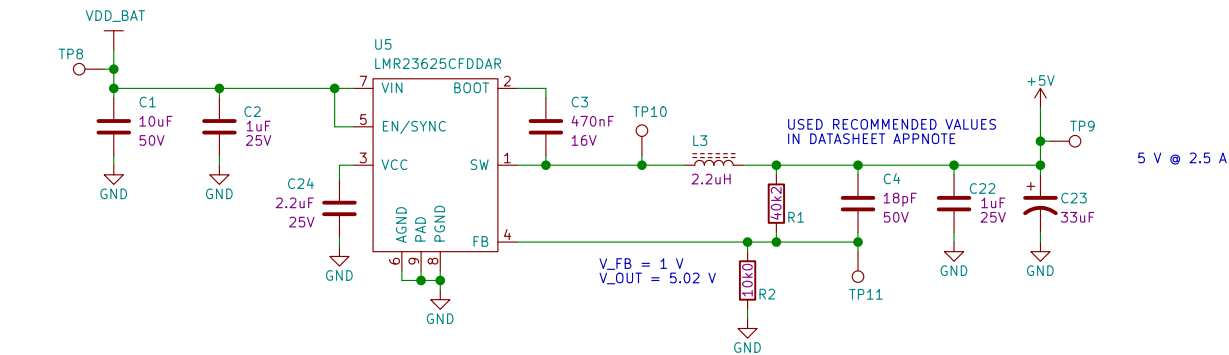 VDD_BAT
TP8
C1
10uF
50V
GND
C2
1uF
25V
GND
U5
LMR23625CFDDAR
7
VIN
BOOT
2
5
EN/SYNC
3
VCC
SW
1
AGND
PAD
PGND
FB
4
6
9
8
GND
C24
2.2uF
25V
GND
C3
470nF
16V
TP10
L3
2.2uH
USED RECOMMENDED VALUES
IN DATASHEET APPNOTE
40k2
R1
C4
18pF
50V
C22
1uF
25V
GND
+5V
TP9
+
C23
33uF
GND
5 V @ 2.5 A
V_FB = 1 V
V_OUT = 5.02 V
10k0
R2
GND
TP11